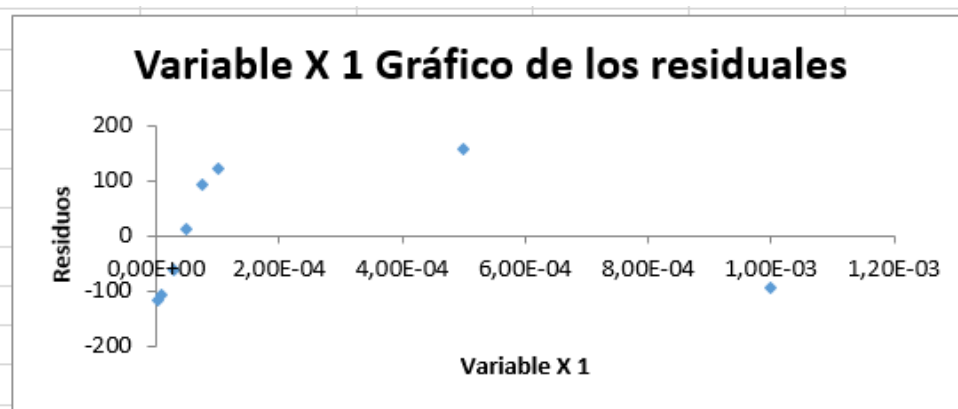 Variable X 1 Gráfico de los residuales
200
100
0
-100
-200
Residuos
0,00E+00 2,00E-04 4,00E-04 6,00E-04 8,00E-04 1,00E-03 1,20E-03
Variable X 1